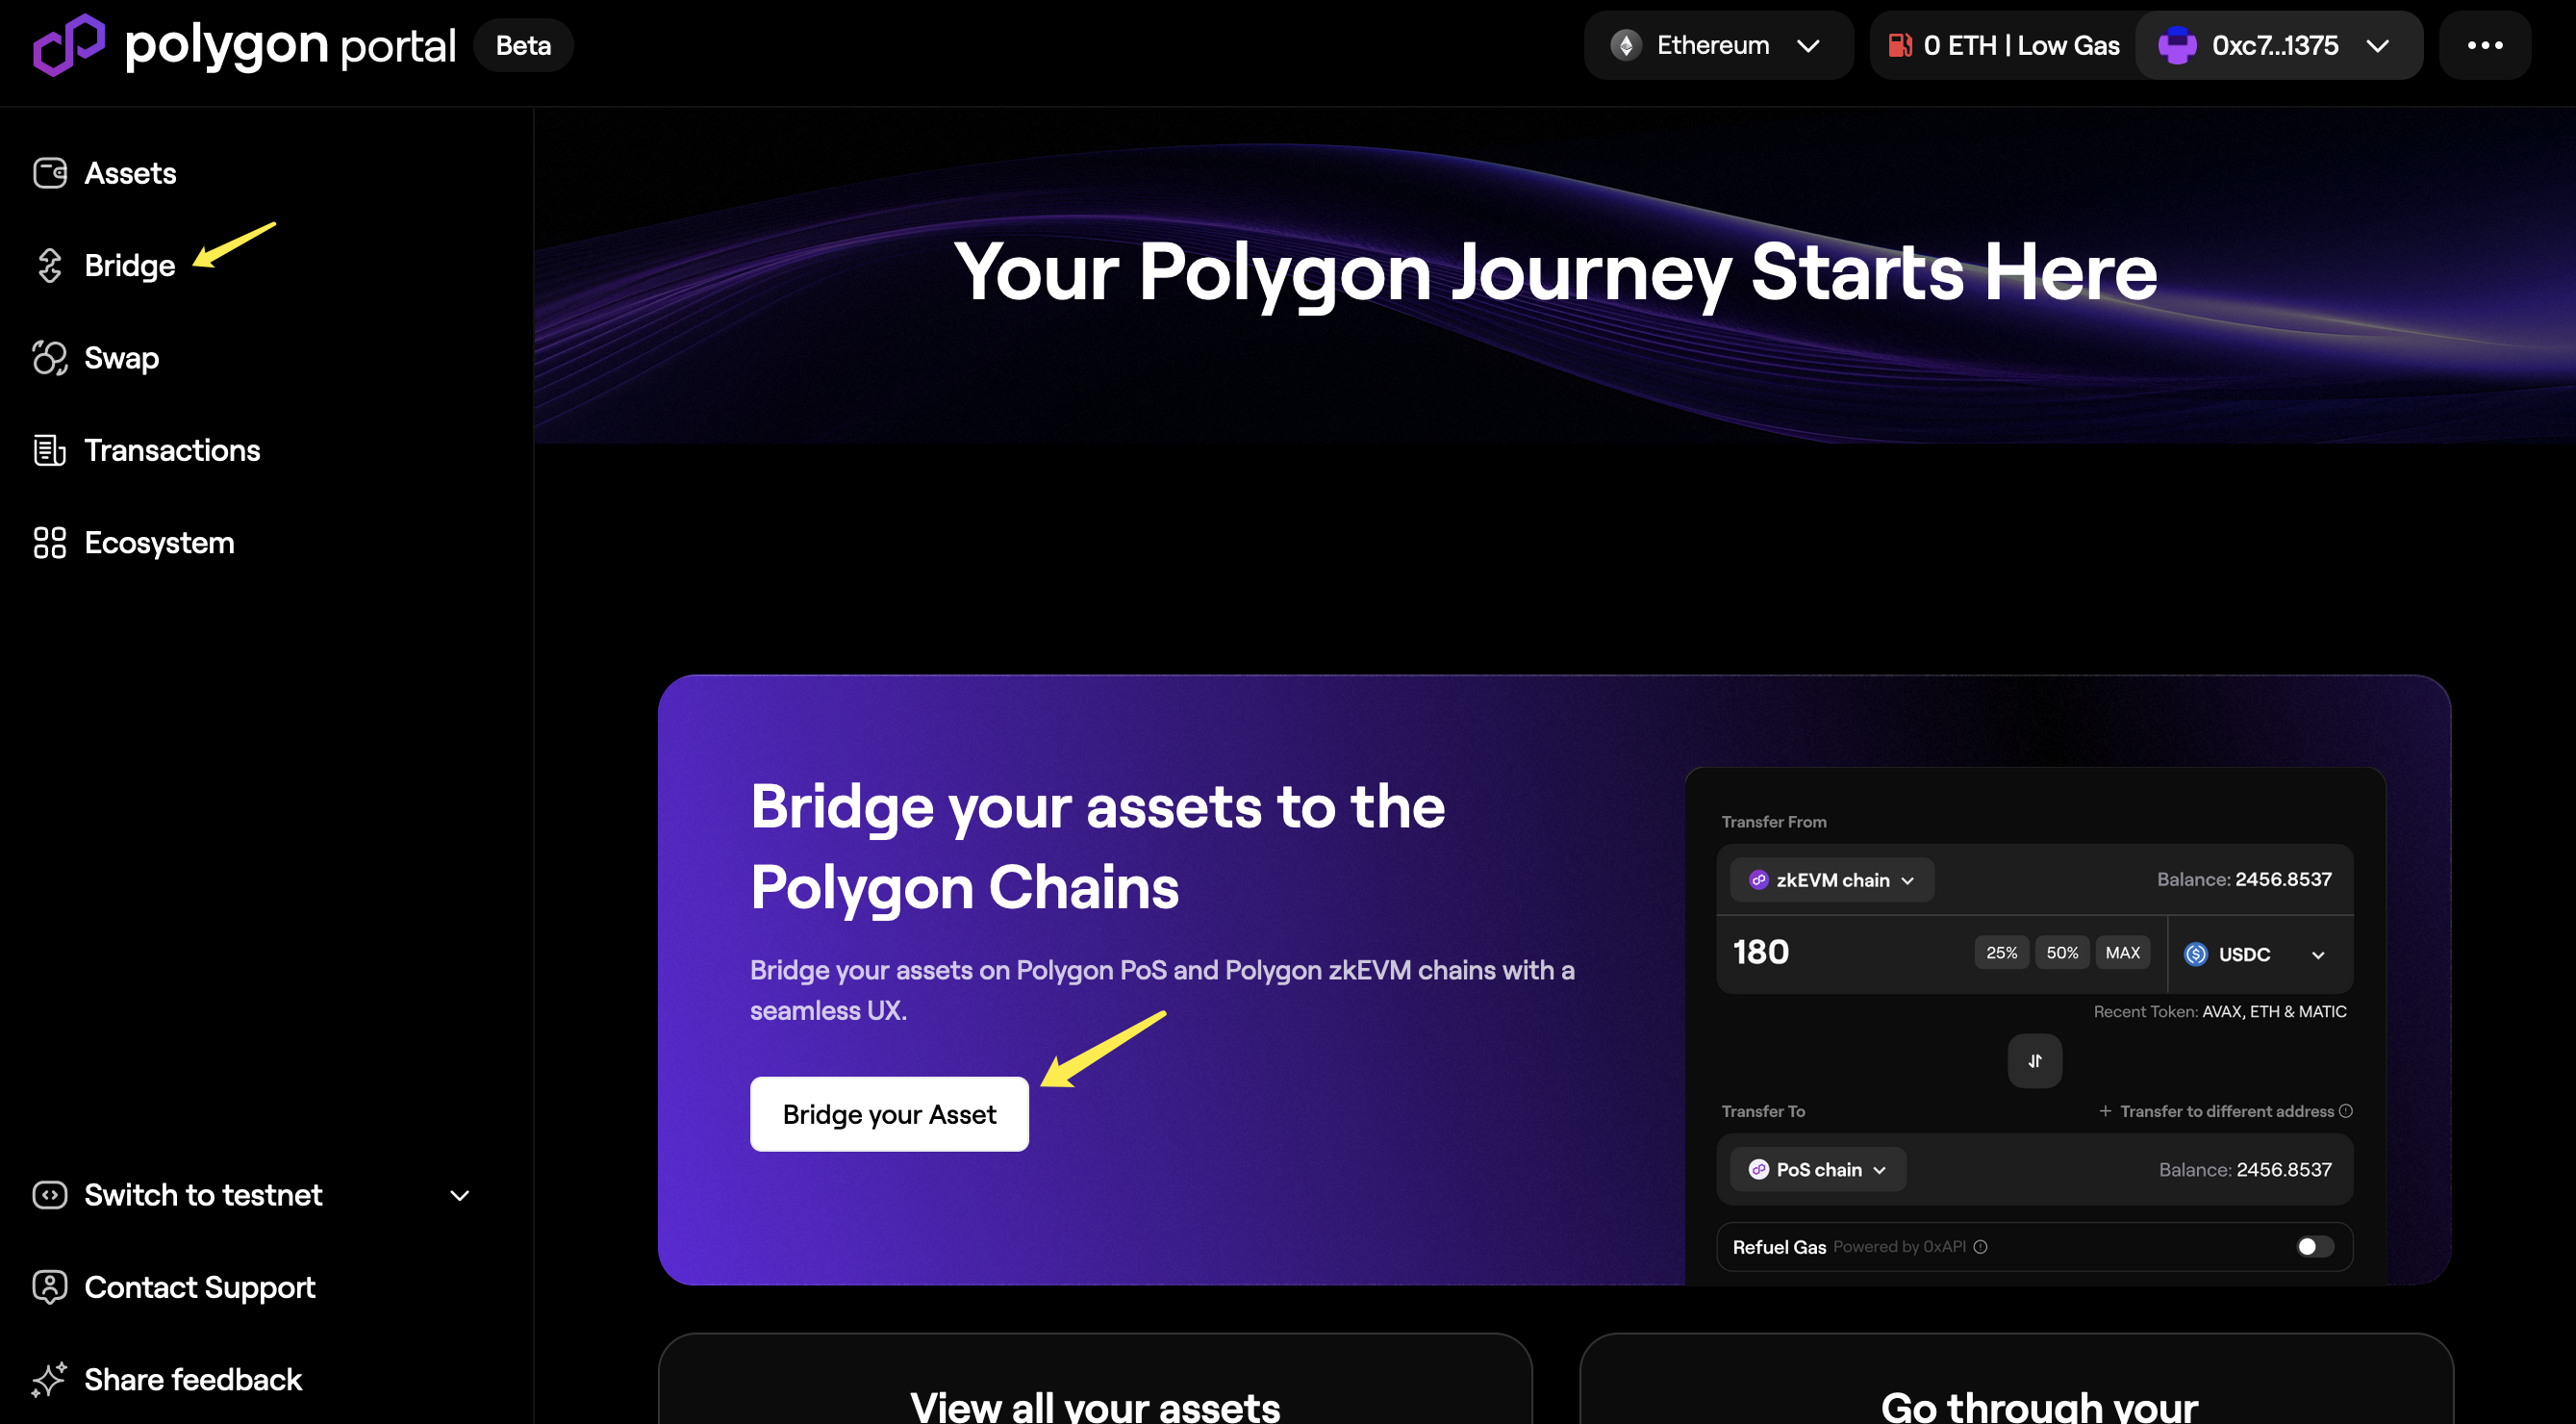 polygon portal Beta
Ethereum
0 ETH | Low Gas
0xc7...1375
Assets
Bridge
Swap
Transactions
Ecosystem
Switch to testnet
Contact Support
Share feedback
Your Polygon Journey Starts Here
Bridge your assets to the
Polygon Chains
Bridge your assets on Polygon PoS and Polygon zkEVM chains with a
seamless UX.
Bridge your Asset
Transfer From
zkEVM chain
Balance: 2456.8537
180
25% 50% MAX
USDC
Recent Token: AVAX, ETH & MATIC
Transfer To
+ Transfer to different address
PoS chain
Balance: 2456.8537
Refuel Gas Powered by 0xAPI
View all your assets
Go through your